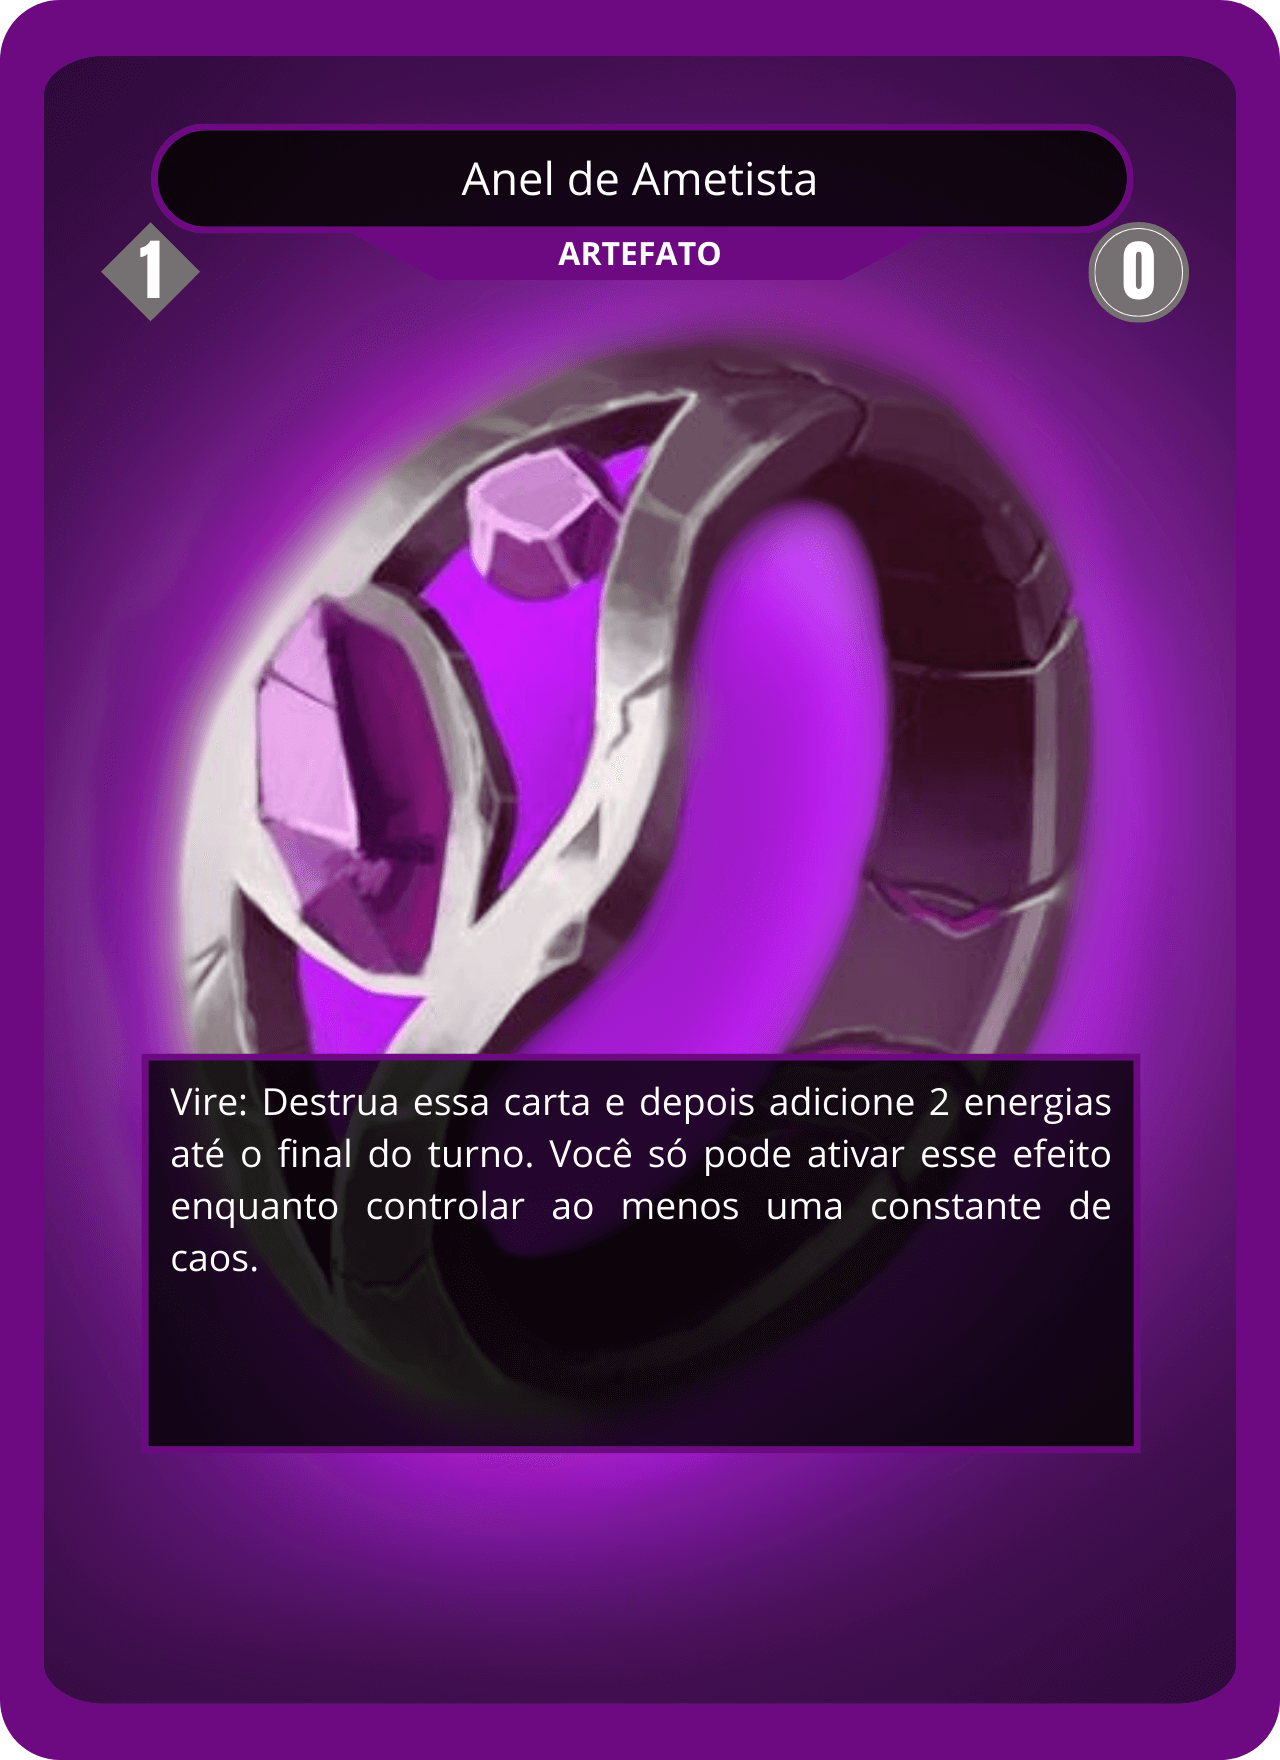 Anel de Ametista
ARTEFATO
1
0
Vire: Destrua essa carta e depois adicione 2 energias
até o final do turno. Você só pode ativar esse efeito
enquanto controlar ao menos uma constante de
caos.